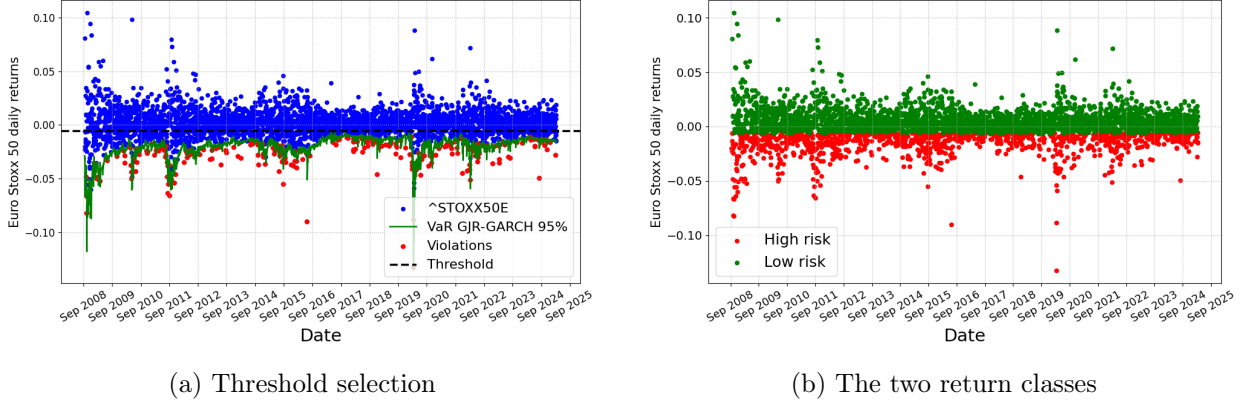 Euro Stoxx 50 daily returns
0.10
0.05
0.00
−0.05
−0.10
^STOXX50E
VaR GJR-GARCH 95%
Violations
Threshold
Sep 2008
Sep 2009
Sep 2010
Sep 2011
Sep 2012
Sep 2013
Sep 2014
Sep 2015
Sep 2016
Sep 2017
Sep 2018
Sep 2019
Sep 2020
Sep 2021
Sep 2022
Sep 2023
Sep 2024
Sep 2025
Date
(a) Threshold selection
Euro Stoxx 50 daily returns
0.10
0.05
0.00
−0.05
−0.10
High risk
Low risk
Sep 2008
Sep 2009
Sep 2010
Sep 2011
Sep 2012
Sep 2013
Sep 2014
Sep 2015
Sep 2016
Sep 2017
Sep 2018
Sep 2019
Sep 2020
Sep 2021
Sep 2022
Sep 2023
Sep 2024
Sep 2025
Date
(b) The two return classes